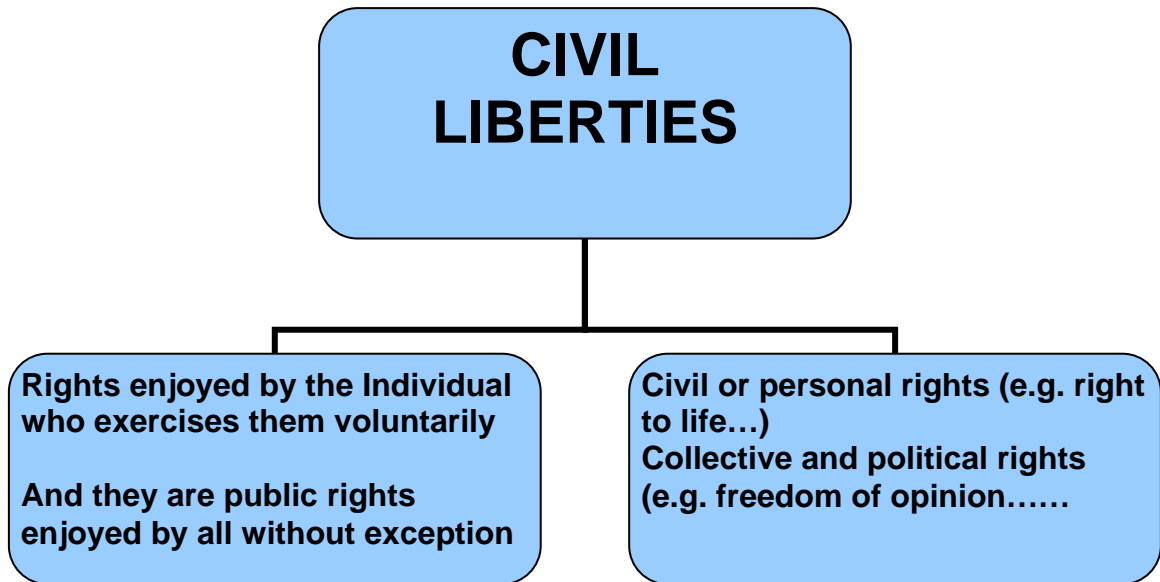 CIVIL
LIBERTIES
Rights enjoyed by the Individual
who exercises them voluntarily
And they are public rights
enjoyed by all without exception
Civil or personal rights (e.g. right
to life…)
Collective and political rights
(e.g. freedom of opinion……